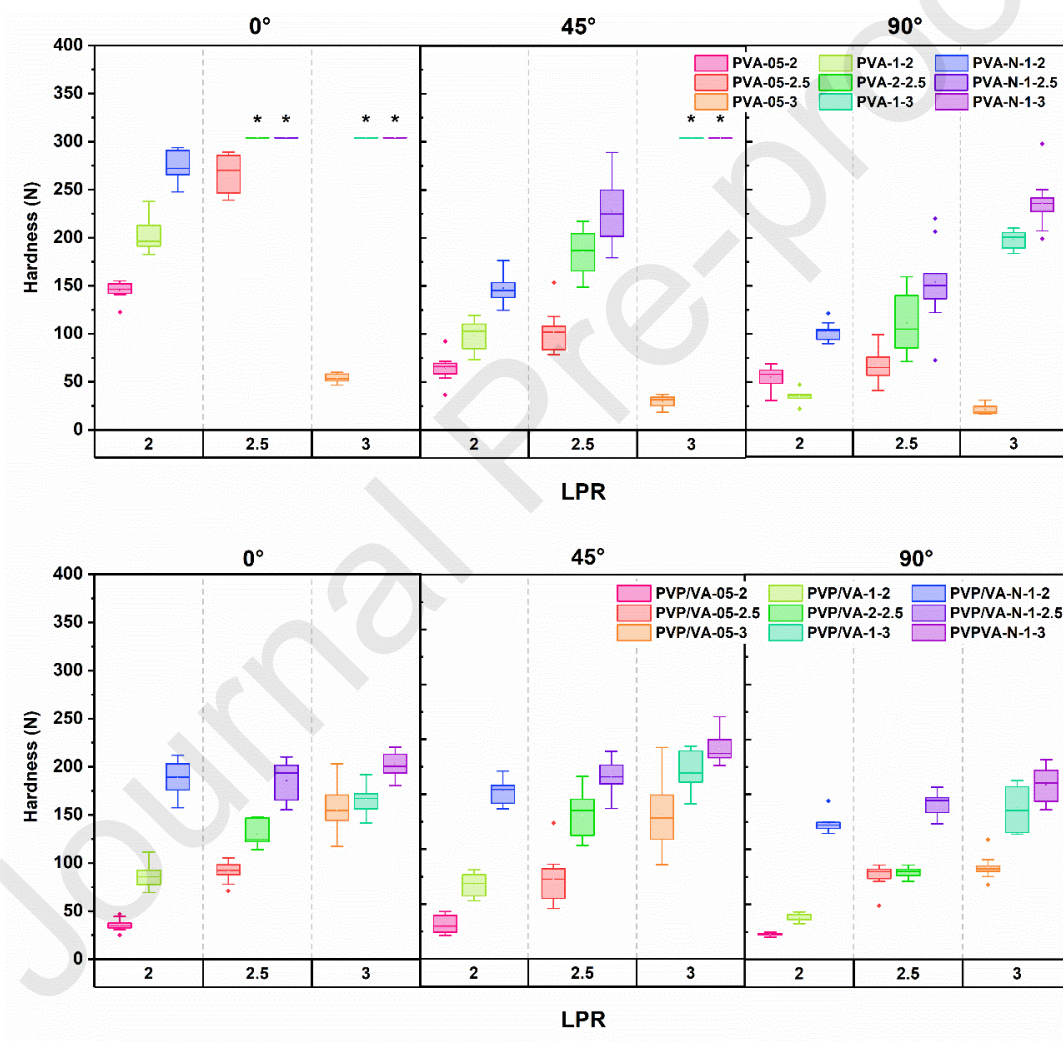 0° 45° 90°
400
350
300
250
200
150
100
50
0
Hardness (N)
PVA-05-2 PVA-1-2 PVA-N-1-2
PVA-05-2.5 PVA-2-2.5 PVA-N-1-2.5
PVA-05-3 PVA-1-3 PVA-N-1-3
* * * * * *
2 2.5 3 2 2.5 3 2 2.5 3
LPR
0° 45° 90°
400
350
300
250
200
150
100
50
0
Hardness (N)
PVP/VA-05-2 PVP/VA-1-2 PVP/VA-N-1-2
PVP/VA-05-2.5 PVP/VA-2-2.5 PVP/VA-N-1-2.5
PVP/VA-05-3 PVP/VA-1-3 PVPVA-N-1-3
2 2.5 3 2 2.5 3 2 2.5 3
LPR
Journal Pre-proo